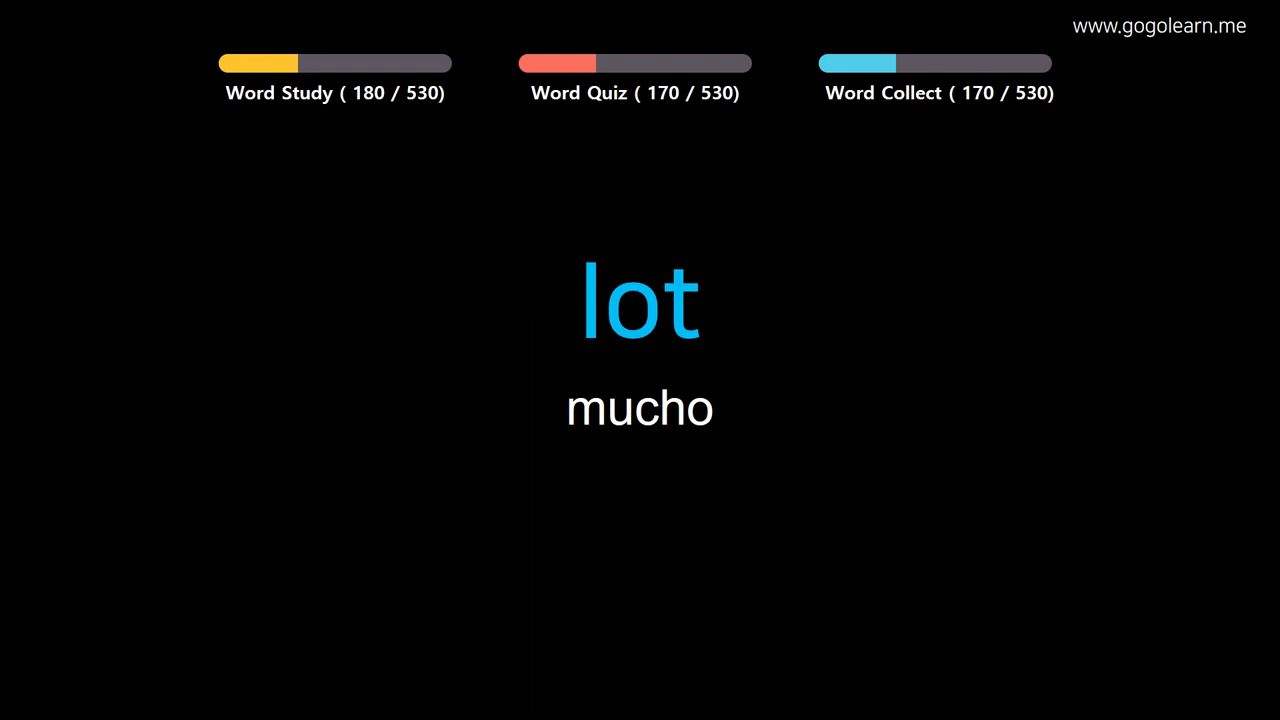 www.gogolearn.me
Word Study ( 180 / 530)
Word Quiz ( 170 / 530)
Word Collect ( 170 / 530)
lot
mucho